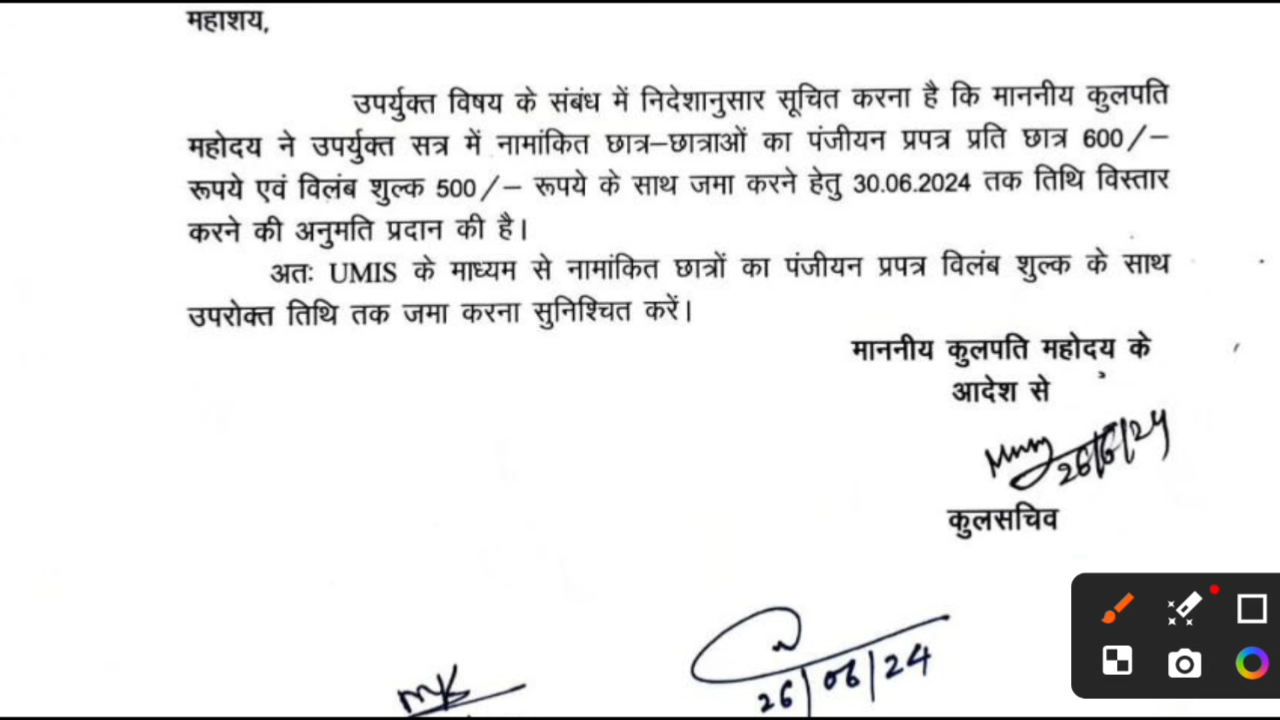 महाशय,
उपर्युक्त विषय के संबंध में निदेशानुसार सूचित करना है कि माननीय कुलपति
महोदय ने उपर्युक्त सत्र में नामांकित छात्र–छात्राओं का पंजीयन प्रपत्र प्रति छात्र 600/–
रूपये एवं विलंब शुल्क 500/– रूपये के साथ जमा करने हेतु 30.06.2024 तक तिथि विस्तार
करने की अनुमति प्रदान की है।
अतः UMIS के माध्यम से नामांकित छात्रों का पंजीयन प्रपत्र विलंब शुल्क के साथ
उपरोक्त तिथि तक जमा करना सुनिश्चित करें।
माननीय कुलपति महोदय के
आदेश से
26/6/24
कुलसचिव
26/06/24